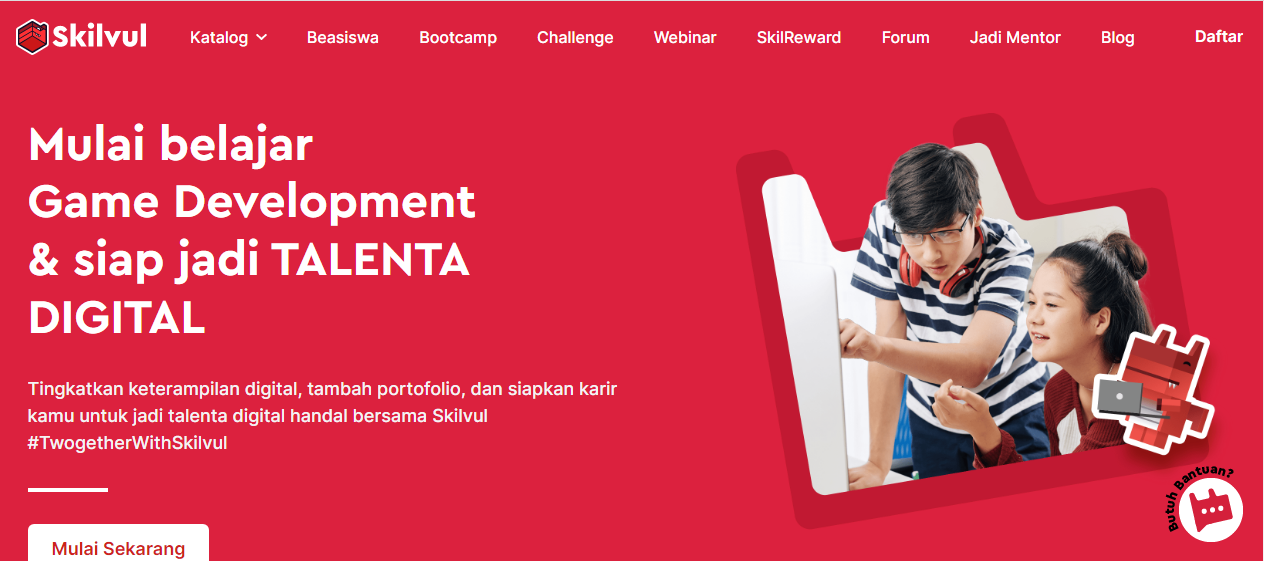 Skilvul
Katalog
Beasiswa
Bootcamp
Challenge
Webinar
SkilReward
Forum
Jadi Mentor
Blog
Daftar
Mulai belajar
Game Development
& siap jadi TALENTA
DIGITAL
Tingkatkan keterampilan digital, tambah portofolio, dan siapkan karir
kamu untuk jadi talenta digital handal bersama Skilvul
#TwogetherWithSkilvul
Mulai Sekarang
Butuh Bantuan?